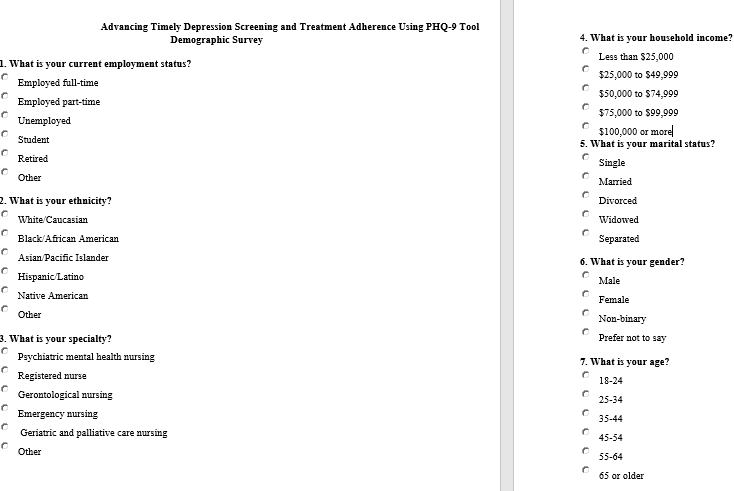 Advancing Timely Depression Screening and Treatment Adherence Using PHQ-9 Tool
Demographic Survey
1. What is your current employment status?
Employed full-time
Employed part-time
Unemployed
Student
Retired
Other
2. What is your ethnicity?
White/Caucasian
Black/African American
Asian/Pacific Islander
Hispanic/Latino
Native American
Other
3. What is your specialty?
Psychiatric mental health nursing
Registered nurse
Gerontological nursing
Emergency nursing
Geriatric and palliative care nursing
Other
4. What is your household income?
Less than $25,000
$25,000 to $49,999
$50,000 to $74,999
$75,000 to $99,999
$100,000 or more
5. What is your marital status?
Single
Married
Divorced
Widowed
Separated
6. What is your gender?
Male
Female
Non-binary
Prefer not to say
7. What is your age?
18-24
25-34
35-44
45-54
55-64
65 or older